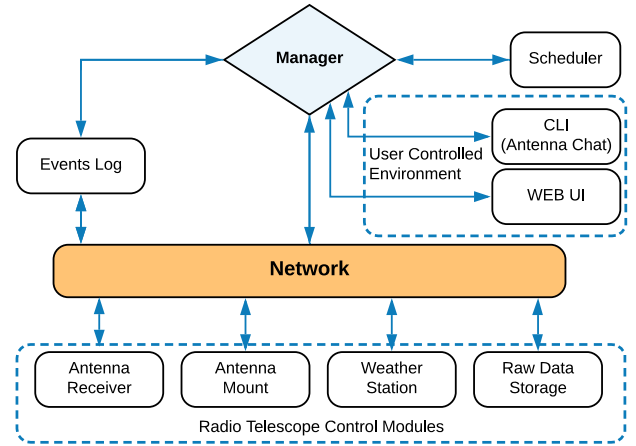 Manager
Scheduler
CLI
(Antenna Chat)
User Controlled
Environment
WEB UI
Events Log
Network
Antenna
Receiver
Antenna
Mount
Weather
Station
Raw Data
Storage
Radio Telescope Control Modules